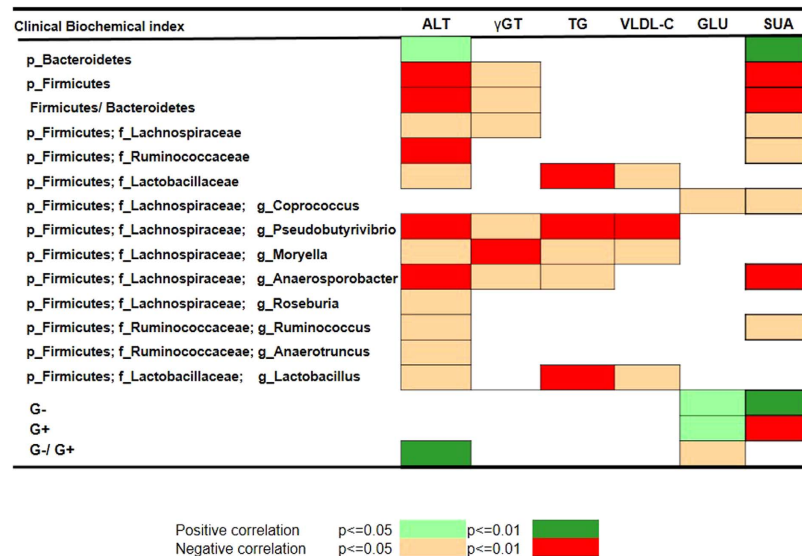 Clinical Biochemical index ALT γGT TG VLDL-C GLU SUA
p_Bacteroidetes
p_Firmicutes
Firmicutes/ Bacteroidetes
p_Firmicutes; f_Lachnospiraceae
p_Firmicutes; f_Ruminococcaceae
p_Firmicutes; f_Lactobacillaceae
p_Firmicutes; f_Lachnospiraceae; g_Coprococcus
p_Firmicutes; f_Lachnospiraceae; g_Pseudobutyrivibrio
p_Firmicutes; f_Lachnospiraceae; g_Moryella
p_Firmicutes; f_Lachnospiraceae; g_Anaerosporobacter
p_Firmicutes; f_Lachnospiraceae; g_Roseburia
p_Firmicutes; f_Ruminococcaceae; g_Ruminococcus
p_Firmicutes; f_Ruminococcaceae; g_Anaerotruncus
p_Firmicutes; f_Lactobacillaceae; g_Lactobacillus
G-
G+
G-/ G+
Positive correlation p<=0.05 p<=0.01
Negative correlation p<=0.05 p<=0.01